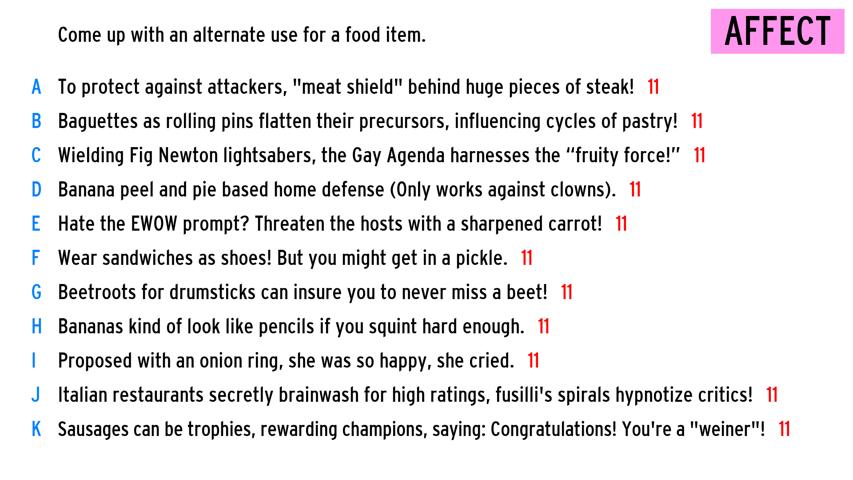 Come up with an alternate use for a food item.
AFFECT
A To protect against attackers, "meat shield" behind huge pieces of steak! 11
B Baguettes as rolling pins flatten their precursors, influencing cycles of pastry! 11
C Wielding Fig Newton lightsabers, the Gay Agenda harnesses the “fruity force!” 11
D Banana peel and pie based home defense (Only works against clowns). 11
E Hate the EWOW prompt? Threaten the hosts with a sharpened carrot! 11
F Wear sandwiches as shoes! But you might get in a pickle. 11
G Beetroots for drumsticks can insure you to never miss a beet! 11
H Bananas kind of look like pencils if you squint hard enough. 11
I Proposed with an onion ring, she was so happy, she cried. 11
J Italian restaurants secretly brainwash for high ratings, fusilli's spirals hypnotize critics! 11
K Sausages can be trophies, rewarding champions, saying: Congratulations! You're a "weiner"! 11